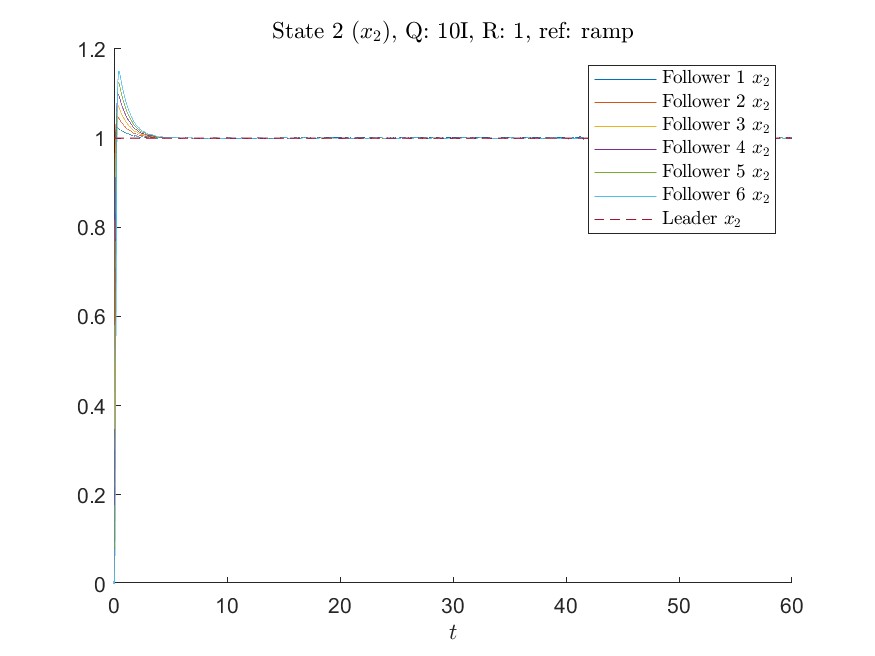 State 2 (x₂), Q: 10I, R: 1, ref: ramp
1.2
1
0.8
0.6
0.4
0.2
0
Follower 1 x₂
Follower 2 x₂
Follower 3 x₂
Follower 4 x₂
Follower 5 x₂
Follower 6 x₂
Leader x₂
0 10 20 30 40 50 60
t